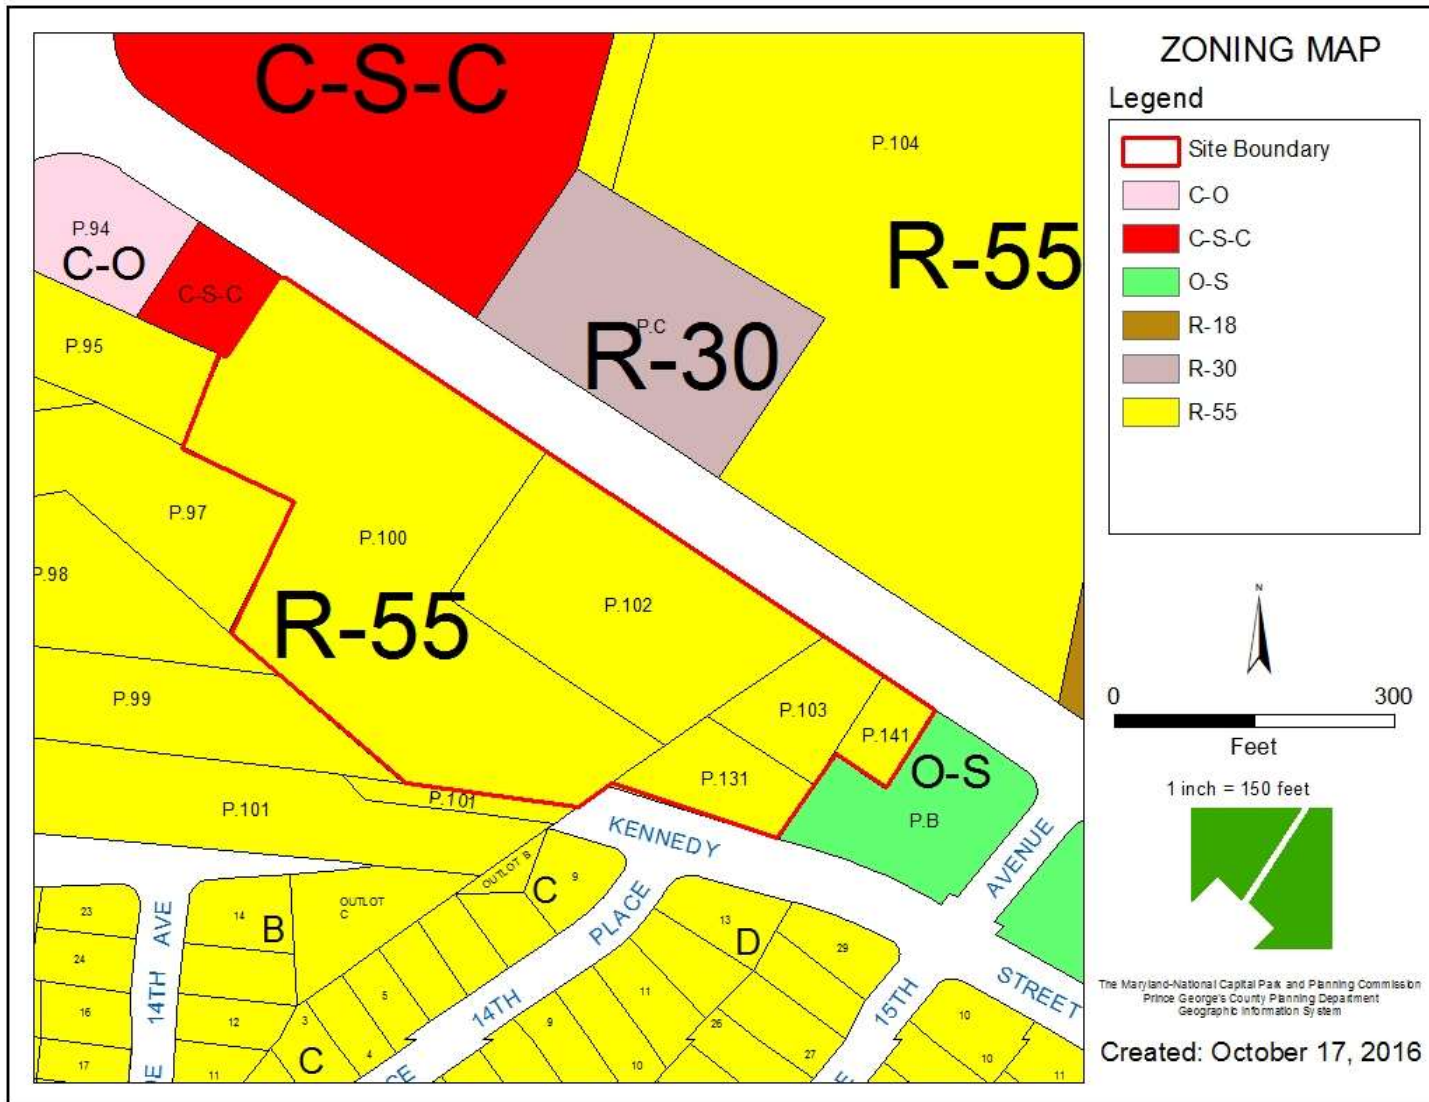 ZONING MAP
Legend
Site Boundary
C-O
C-S-C
O-S
R-18
R-30
R-55
N
0 300
Feet
1 inch = 150 feet
The Maryland-National Capital Park and Planning Commission
Prince George's County Planning Department
Geographic Information System
Created: October 17, 2016
C-S-C
P.104
R-55
P.94
C-O
C-S-C
P.C
R-30
P.95
P.97
P.100
P.98
P.102
R-55
P.99
P.103
P.141
P.131
O-S
P.B
P.101
P.101
KENNEDY
STREET
AVENUE
15TH
PLACE
14TH
CE
14TH AVE
E
OUTLOT B
C
9
OUTLOT
C
23
24
16
17
14
B
12
11
3
C
4
5
13
D
29
11
9
10
26
27
10
10
11